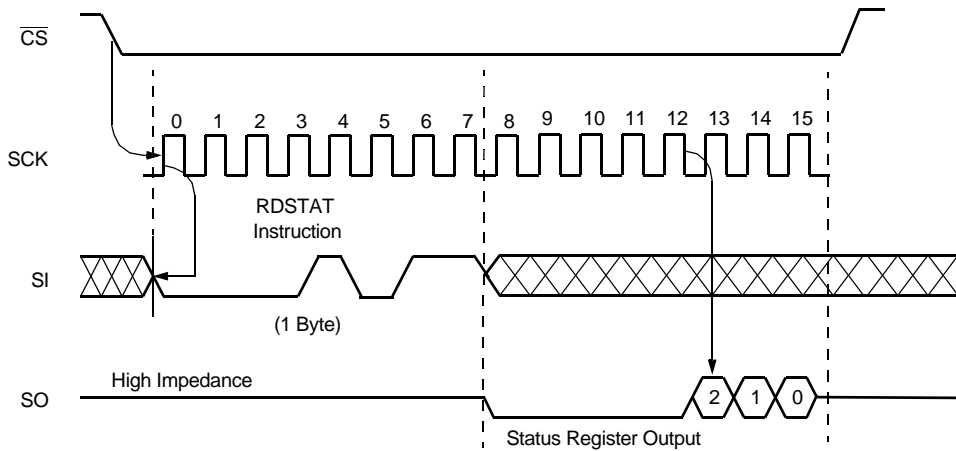 CS
0 1 2 3 4 5 6 7 8 9 10 11 12 13 14 15
SCK
RDSTAT
Instruction
SI
(1 Byte)
High Impedance
SO
2 1 0
Status Register Output